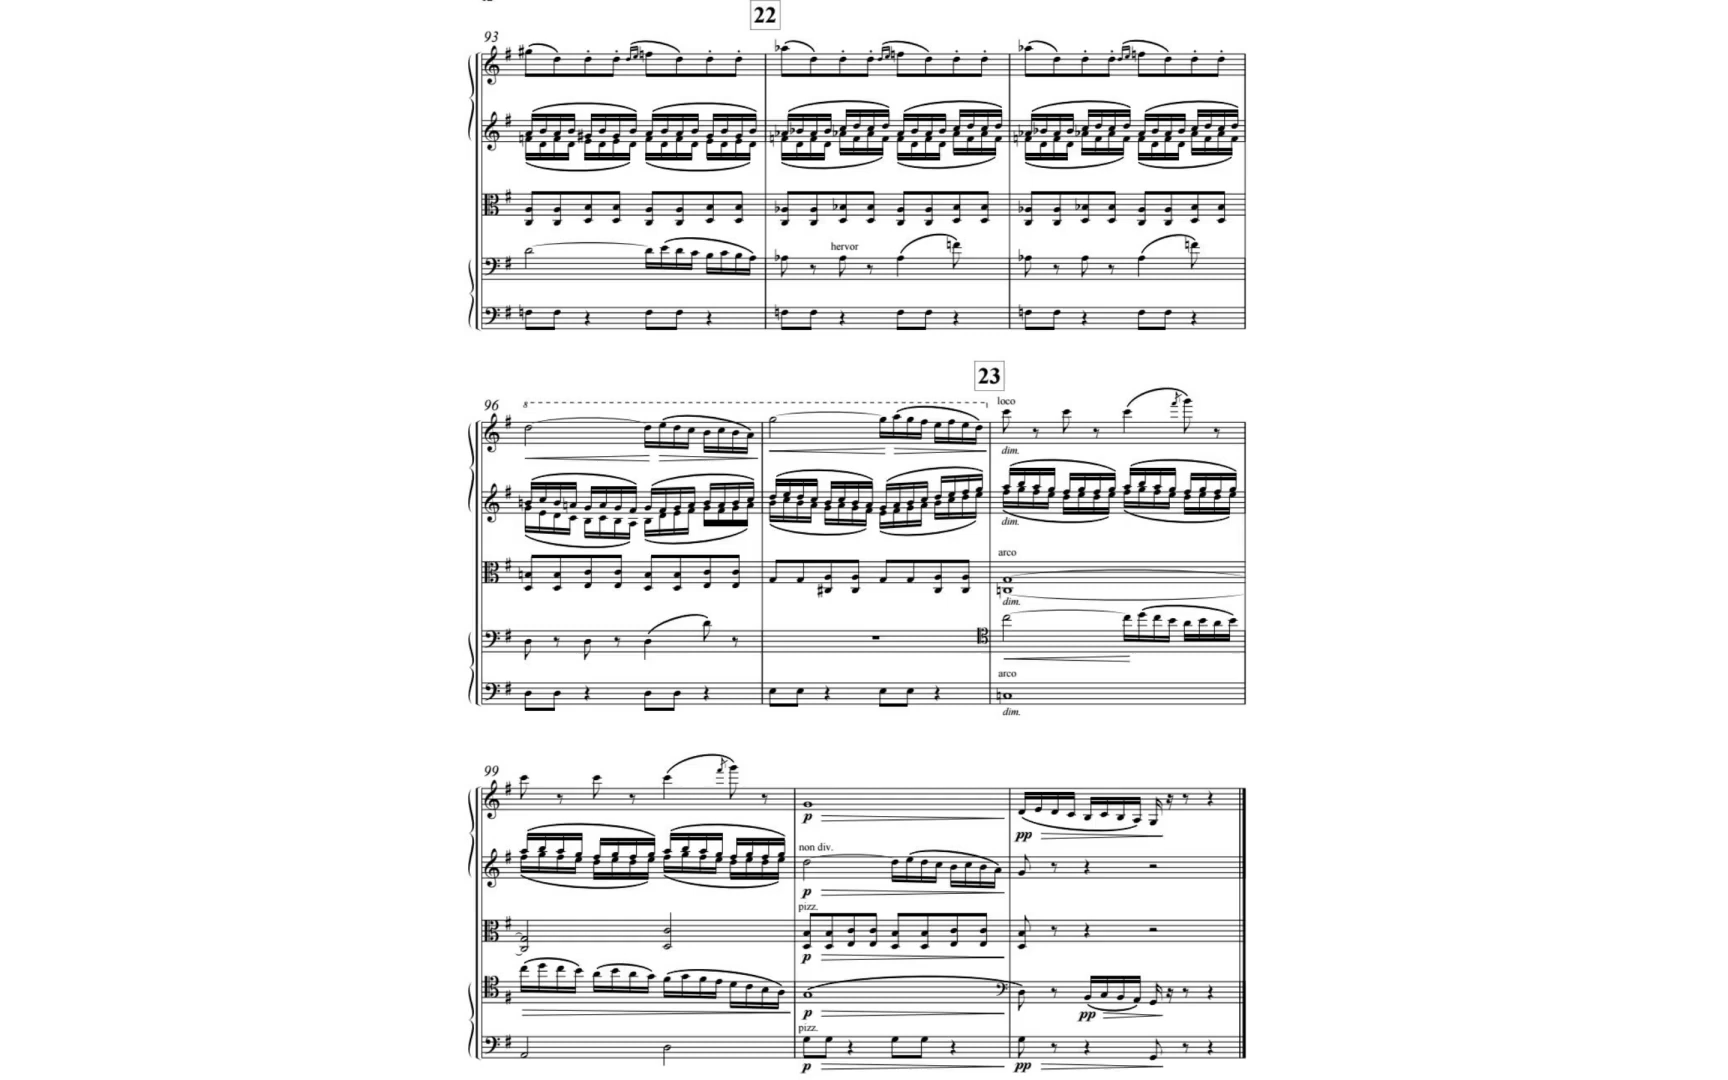 22
93
hervor
23
96
8
loco
dim.
dim.
arco
dim.
arco
dim.
99
p
pp
non div.
p
pizz.
p
p
pp
pizz.
p
pp